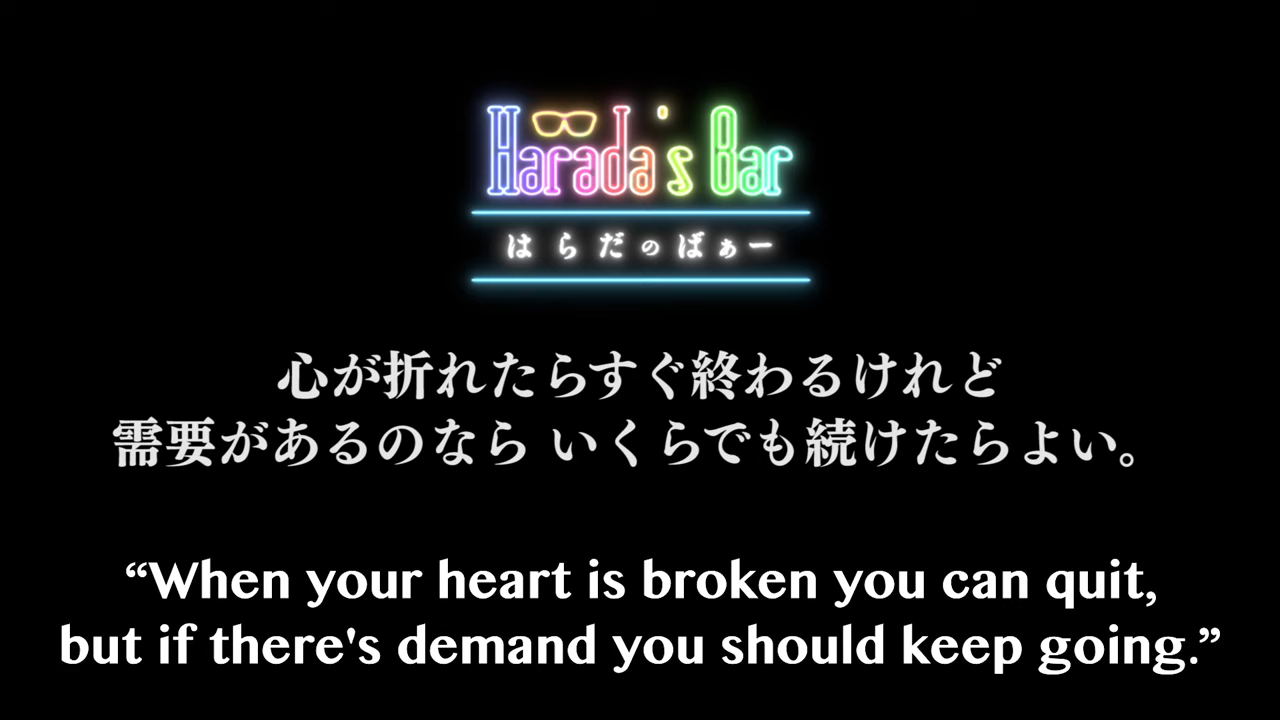 Harada's Bar
はらだのばぁー
心が折れたらすぐ終わるけれど
需要があるのなら いくらでも続けたらよい。
“When your heart is broken you can quit,
but if there's demand you should keep going.”